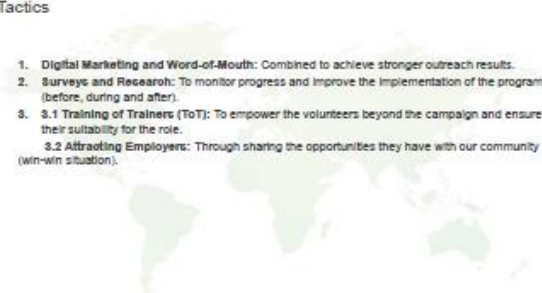 Tactics
1. Digital Marketing and Word-of-Mouth: Combined to achieve stronger outreach results.
2. Surveys and Research: To monitor progress and improve the implementation of the program
(before, during and after).
3. 3.1 Training of Trainers (ToT): To empower the volunteers beyond the campaign and ensure
their suitability for the role.
3.2 Attracting Employers: Through sharing the opportunities they have with our community
(win-win situation).